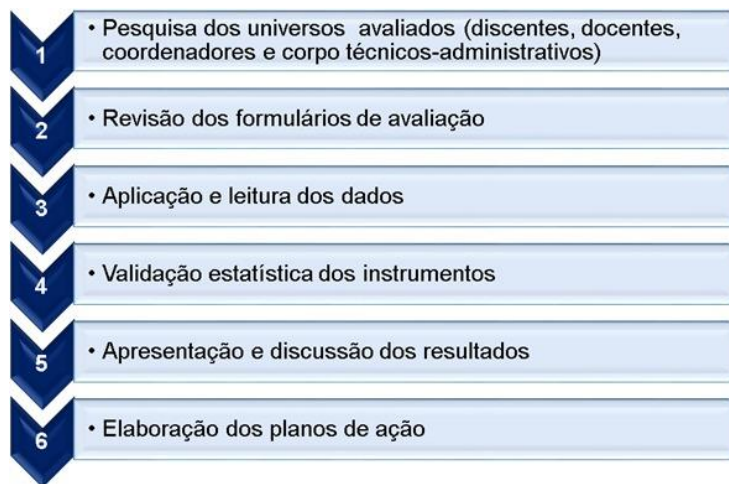 1
• Pesquisa dos universos avaliados (discentes, docentes,
coordenadores e corpo técnicos-administrativos)
2
• Revisão dos formulários de avaliação
3
• Aplicação e leitura dos dados
4
• Validação estatística dos instrumentos
5
• Apresentação e discussão dos resultados
6
• Elaboração dos planos de ação